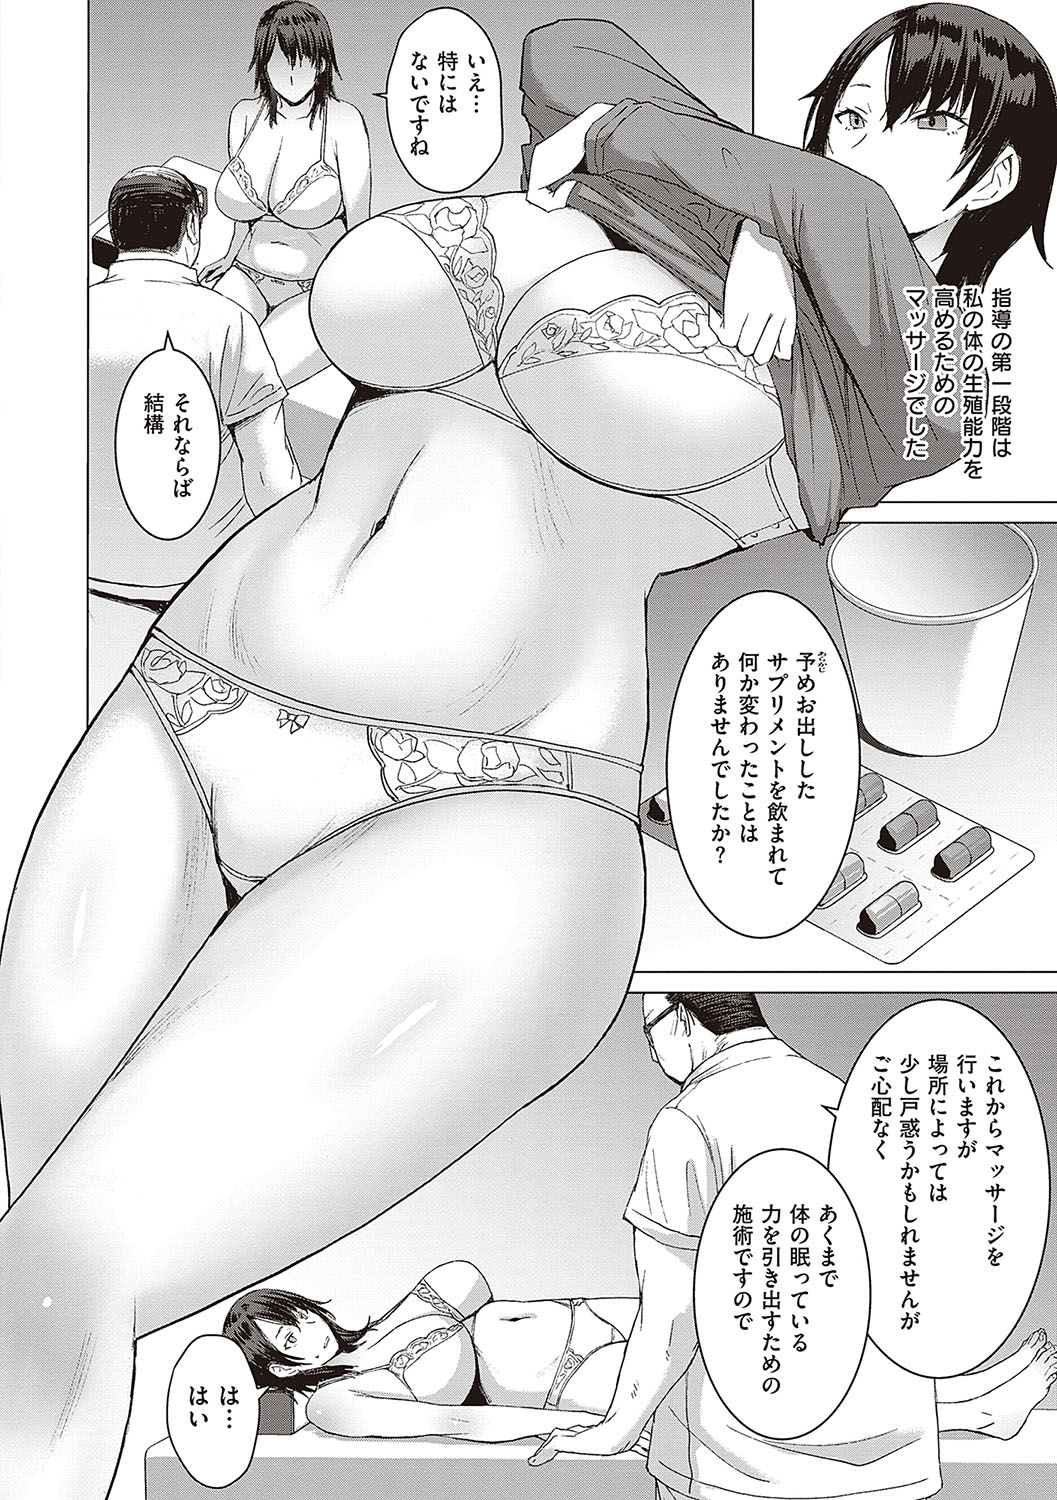 指導の第一段階は
私の体の生殖能力を
高めるための
マッサージでした
予めお出しした
あらかじ
サプリメントを飲まれて
何か変わったことは
ありませんでしたか？
いえ…
特には
ないですね
それならば
結構
これからマッサージを
行いますが
場所によっては
少し戸惑うかもしれませんが
ご心配なく
あくまで
体の眠っている
力を引き出すための
施術ですので
は…
はい